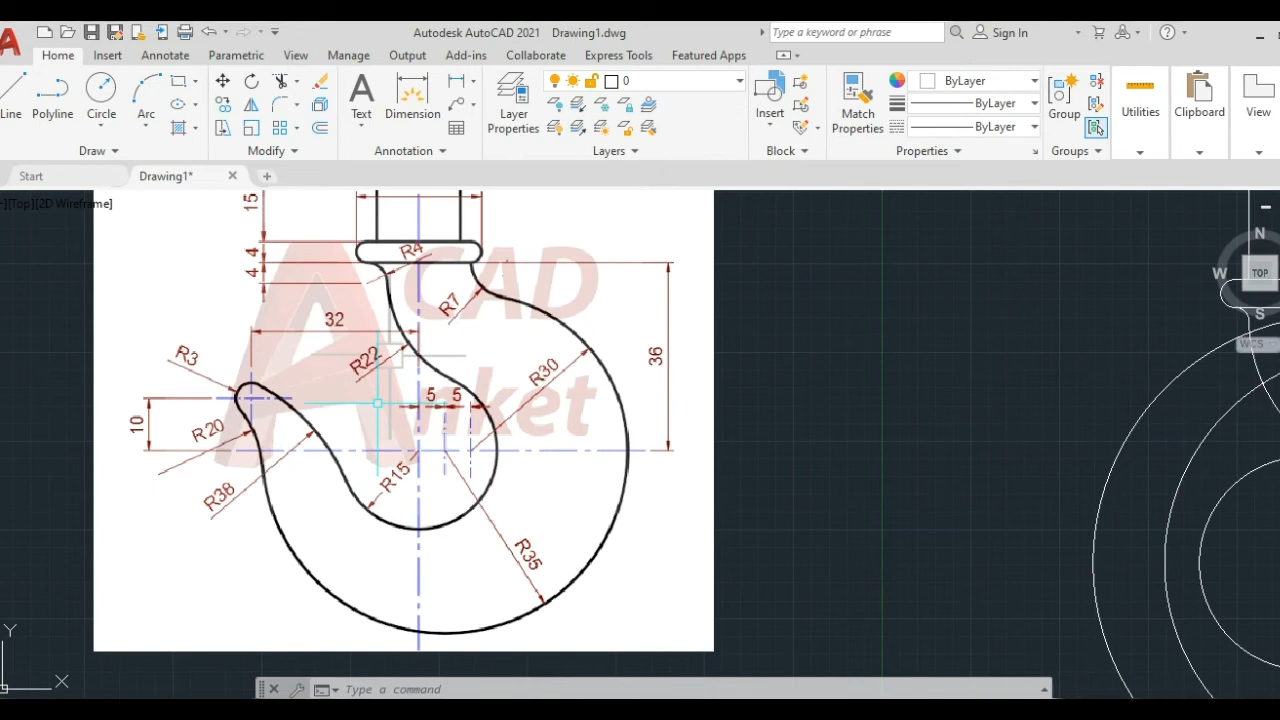 Autodesk AutoCAD 2021 Drawing1.dwg
Type a keyword or phrase
Sign In
Home Insert Annotate Parametric View Manage Output Add-ins Collaborate Express Tools Featured Apps
Line Polyline Circle Arc
Text Dimension
Layer Properties
0
Insert
Match Properties
ByLayer
ByLayer
ByLayer
Group
Utilities
Clipboard
View
Draw Modify Annotation Layers Block Properties Groups
Start Drawing1*
[Top][2D Wireframe]
15
4
4
R4
R7
32
R22
R3
R30
36
5 5
10
R20
R15
R38
R35
ACAD
Anket
N
W TOP
S
WCS
Y
X
Type a command